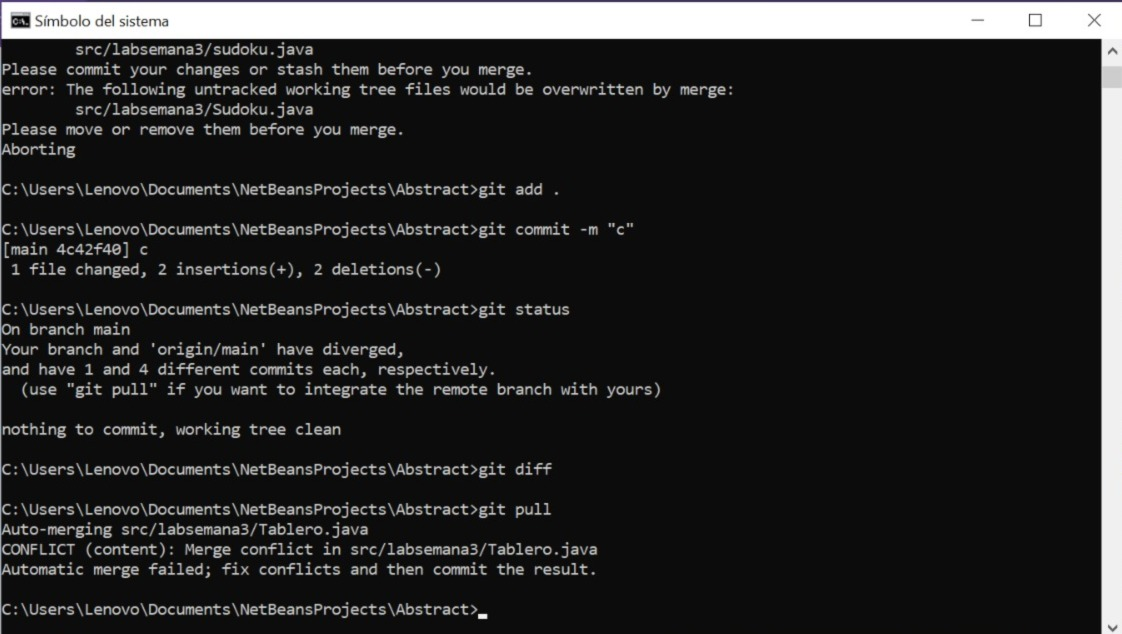 Símbolo del sistema
src/labsemana3/sudoku.java
Please commit your changes or stash them before you merge.
error: The following untracked working tree files would be overwritten by merge:
src/labsemana3/Sudoku.java
Please move or remove them before you merge.
Aborting
C:\Users\Lenovo\Documents\NetBeansProjects\Abstract>git add .
C:\Users\Lenovo\Documents\NetBeansProjects\Abstract>git commit -m "c"
[main 4c42f40] c
1 file changed, 2 insertions(+), 2 deletions(-)
C:\Users\Lenovo\Documents\NetBeansProjects\Abstract>git status
On branch main
Your branch and 'origin/main' have diverged,
and have 1 and 4 different commits each, respectively.
(use "git pull" if you want to integrate the remote branch with yours)
nothing to commit, working tree clean
C:\Users\Lenovo\Documents\NetBeansProjects\Abstract>git diff
C:\Users\Lenovo\Documents\NetBeansProjects\Abstract>git pull
Auto-merging src/labsemana3/Tablero.java
CONFLICT (content): Merge conflict in src/labsemana3/Tablero.java
Automatic merge failed; fix conflicts and then commit the result.
C:\Users\Lenovo\Documents\NetBeansProjects\Abstract>